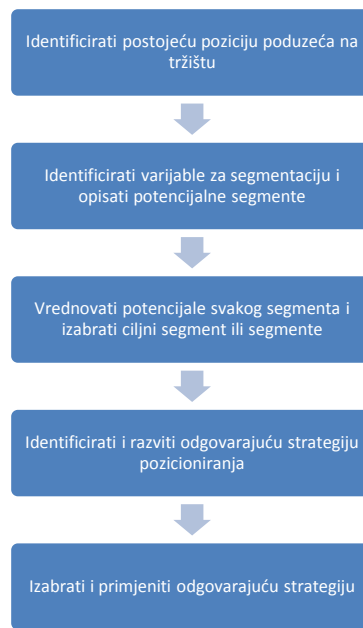 Identificirati postojeću poziciju poduzeća na
tržištu
Identificirati varijable za segmentaciju i
opisati potencijalne segmente
Vrednovati potencijale svakog segmenta i
izabrati ciljni segment ili segmente
Identificirati i razviti odgovarajuću strategiju
pozicioniranja
Izabrati i primjeniti odgovarajuću strategiju